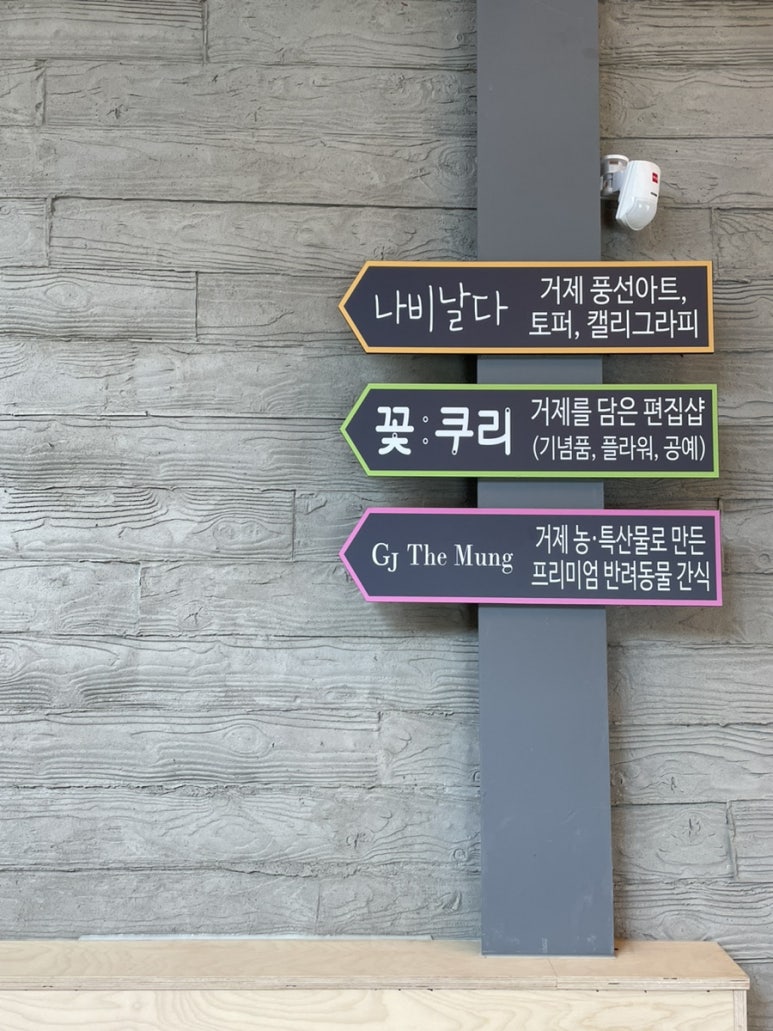 나비날다
거제 풍선아트,
토퍼, 캘리그라피
꽃:쿠리
거제를 담은 편집샵
(기념품, 플라워, 공예)
GJ The Mung
거제 농·특산물로 만든
프리미엄 반려동물 간식